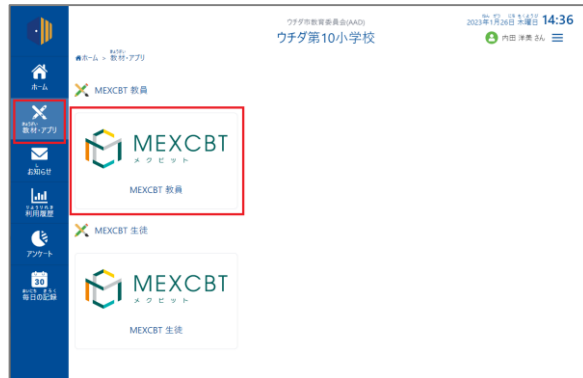 ウチダ市教育委員会(AAD)
ウチダ第10小学校
2023年1月26日 木曜日 14:36
内田 洋美 さん
ホーム > 教材・アプリ
ホーム
教材・アプリ
お知らせ
利用履歴
アンケート
30
毎日の記録
MEXCBT 教員
MEXCBT
メクビット
MEXCBT 教員
MEXCBT 生徒
MEXCBT
メクビット
MEXCBT 生徒